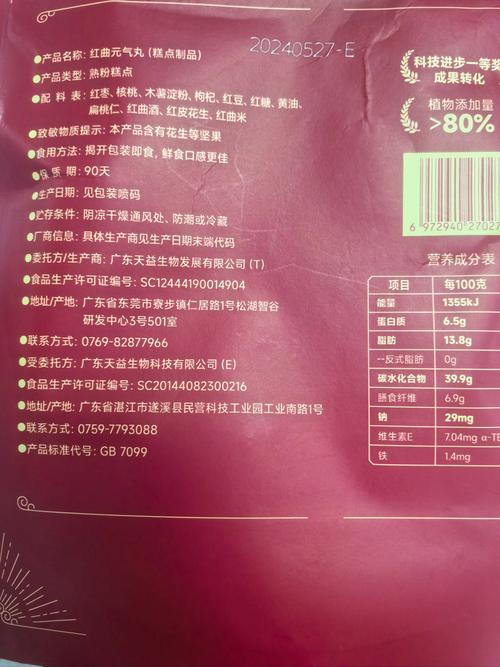 20240527-E
●产品名称: 红曲元气丸 (糕点制品)
●产品类型: 熟粉糕点
●配 料 表: 红枣、核桃、木薯淀粉、枸杞、红豆、红糖、黄油、
扁桃仁、红曲酒、红皮花生、红曲米
●致敏物质提示: 本产品含有花生等坚果
●食用方法: 揭开包装即食, 鲜食口感更佳
●保 质 期: 90天
●生产日期: 见包装喷码
●贮存条件: 阴凉干燥通风处、防潮或冷藏
●厂商信息: 具体生产商见生产日期末端代码
●委托方/生产商: 广东天益生物发展有限公司 (T)
●食品生产许可证编号: SC12444190014904
●地址/产地: 广东省东莞市寮步镇仁居路1号松湖智谷
研发中心3号501室
●联系方式: 0769-82877966
●受委托方: 广东天益生物科技有限公司 (E)
●食品生产许可证编号: SC20144082300216
●地址/产地: 广东省湛江市遂溪县民营科技工业园工业南路1号
●联系方式: 0759-7793088
●产品标准代号: GB 7099
科技进步一等奖
成果转化
植物添加量
>80%
6 972940 27027
营养成分表
项目 每100克
能量 1355kJ
蛋白质 6.5g
脂肪 13.8g
--反式脂肪 0g
碳水化合物 39.9g
膳食纤维 6.9g
钠 29mg
维生素E 7.04mg α-TE
铁 1.4mg